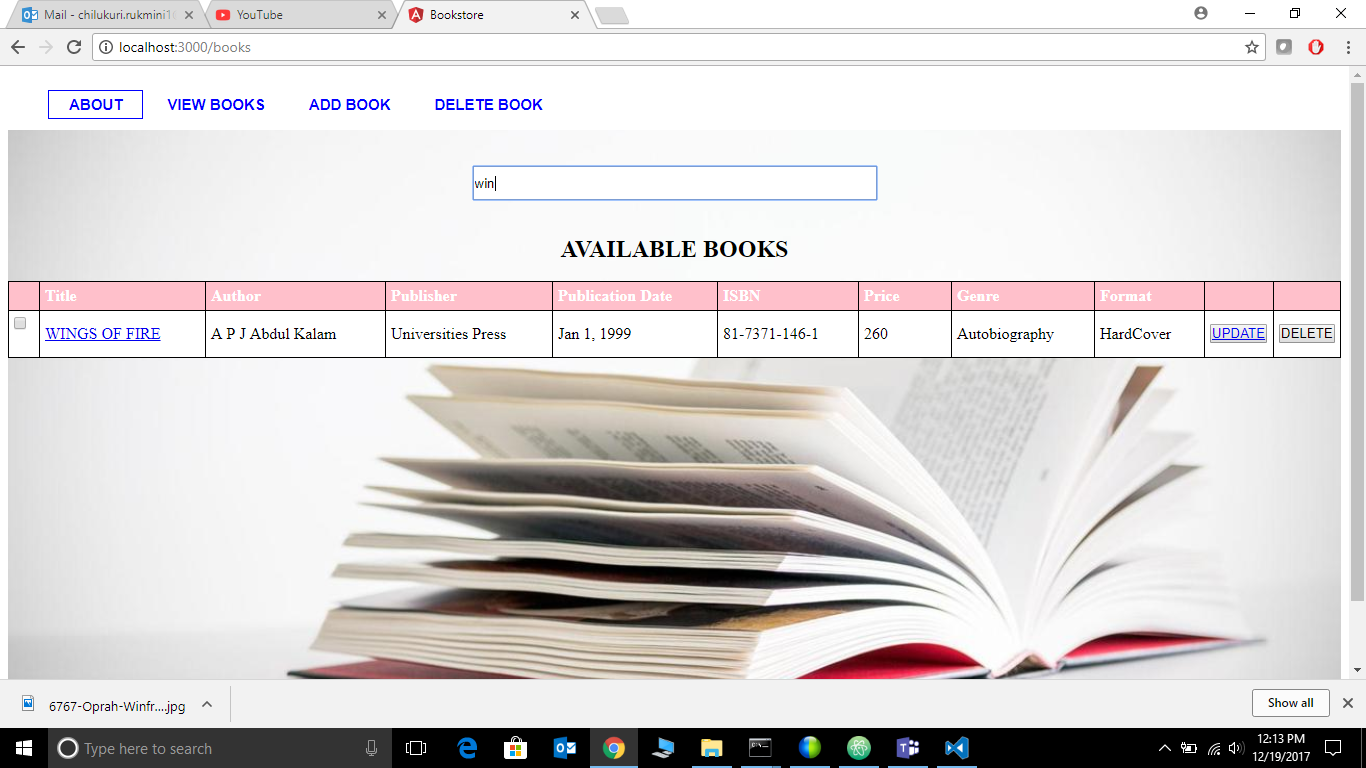 Mail - chilukuri.rukmini16 YouTube Bookstore
localhost:3000/books
ABOUT VIEW BOOKS ADD BOOK DELETE BOOK
win
AVAILABLE BOOKS
Title Author Publisher Publication Date ISBN Price Genre Format
WINGS OF FIRE A P J Abdul Kalam Universities Press Jan 1, 1999 81-7371-146-1 260 Autobiography HardCover UPDATE DELETE
6767-Oprah-Winfr....jpg Show all
Type here to search 12:13 PM
12/19/2017